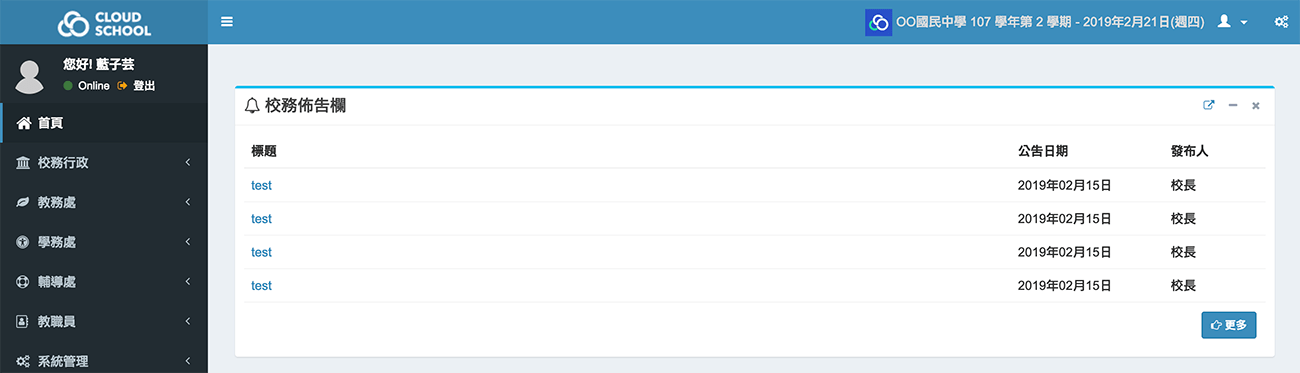 CLOUD
SCHOOL
OO國民中學 107 學年第 2 學期 - 2019年2月21日(週四)
您好! 藍子芸
Online 登出
首頁
校務行政
教務處
學務處
輔導處
教職員
系統管理
校務佈告欄
標題 公告日期 發布人
test 2019年02月15日 校長
test 2019年02月15日 校長
test 2019年02月15日 校長
test 2019年02月15日 校長
更多